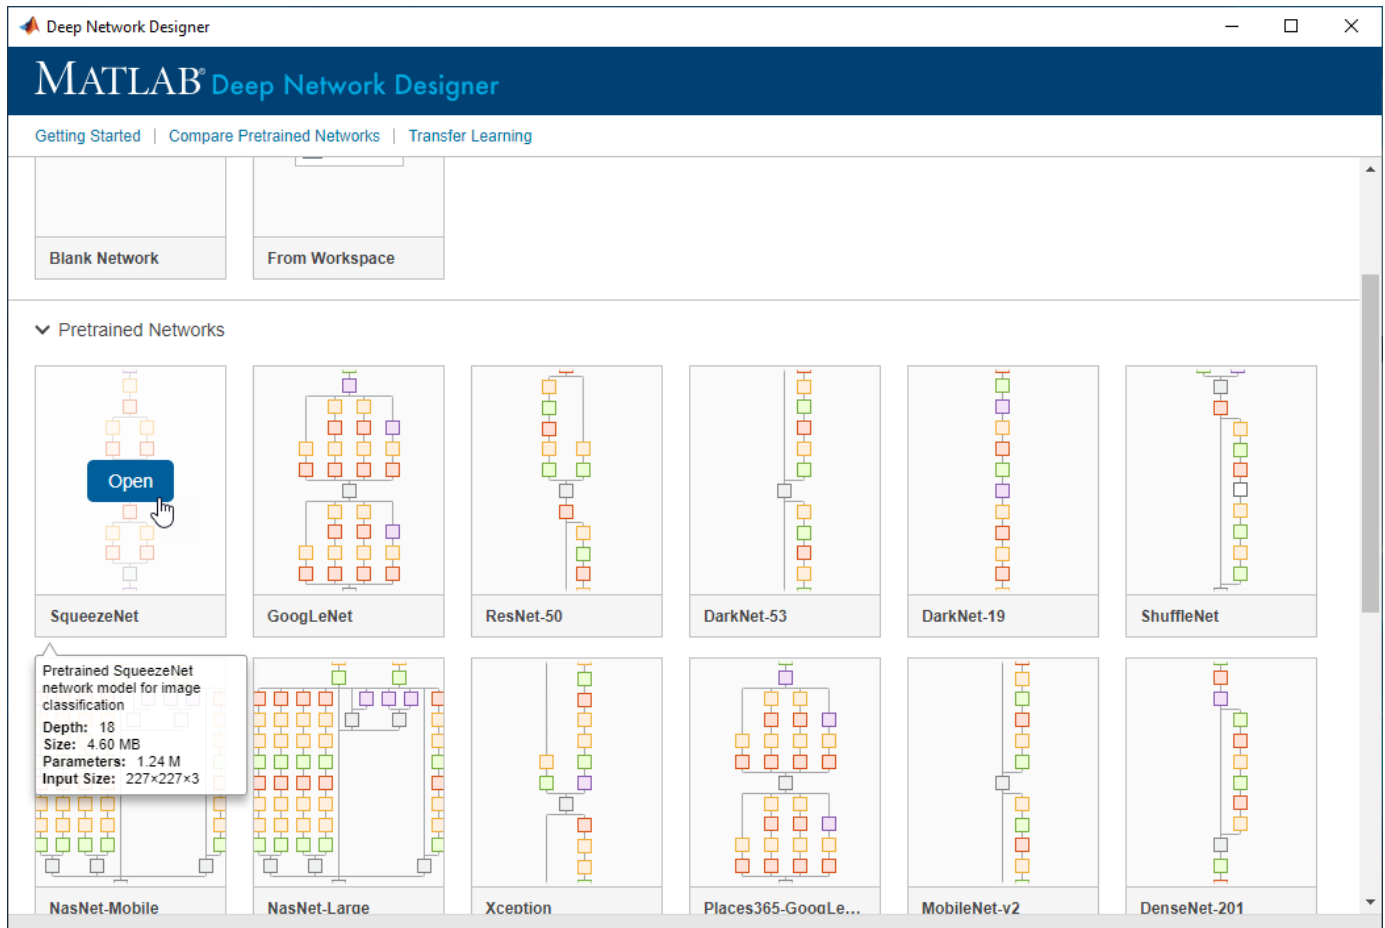 Deep Network Designer
MATLAB® Deep Network Designer
Getting Started | Compare Pretrained Networks | Transfer Learning
Blank Network
From Workspace
Pretrained Networks
Open
SqueezeNet
GoogLeNet
ResNet-50
DarkNet-53
DarkNet-19
ShuffleNet
Pretrained SqueezeNet
network model for image
classification
Depth: 18
Size: 4.60 MB
Parameters: 1.24 M
Input Size: 227×227×3
NasNet-Mobile
NasNet-Large
Xception
Places365-GoogLe...
MobileNet-v2
DenseNet-201